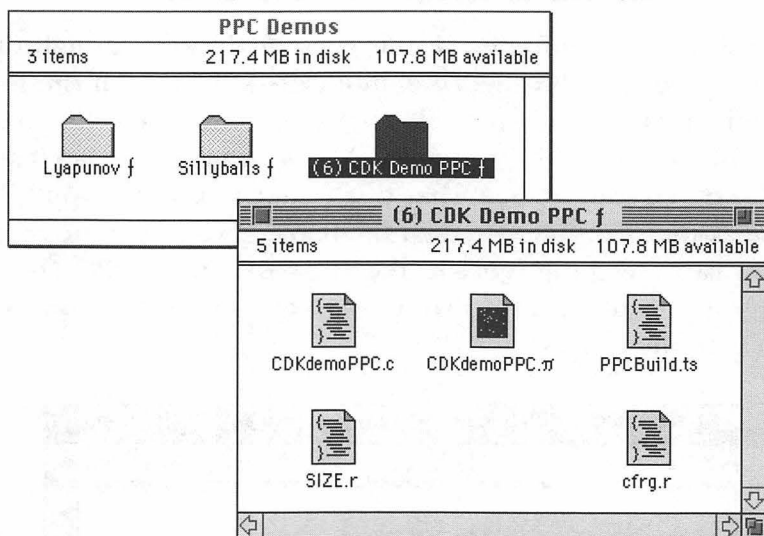 PPC Demos
3 items 217.4 MB in disk 107.8 MB available
Lyapunov ƒ Sillyballs ƒ (6) CDK Demo PPC ƒ
(6) CDK Demo PPC ƒ
5 items 217.4 MB in disk 107.8 MB available
CDKdemoPPC.c CDKdemoPPC.π PPCBuild.ts
SIZE.r cfrg.r